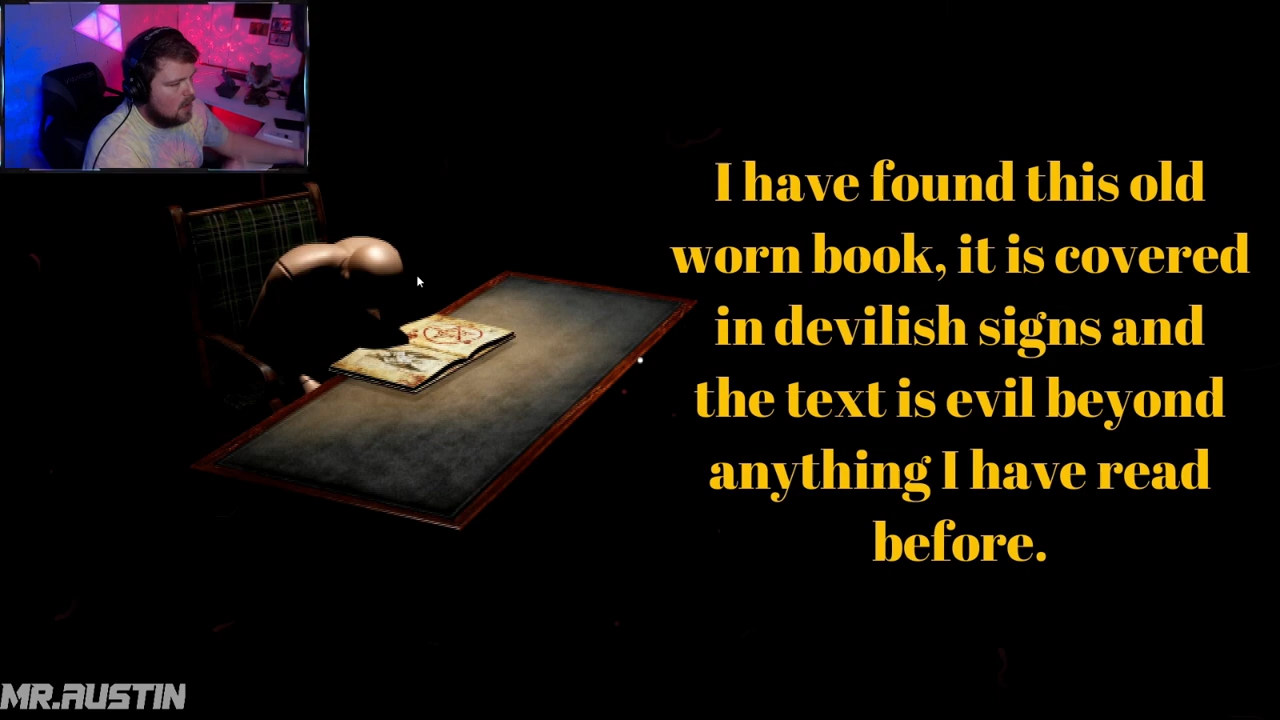 I have found this old
worn book, it is covered
in devilish signs and
the text is evil beyond
anything I have read
before.
MR.AUSTIN